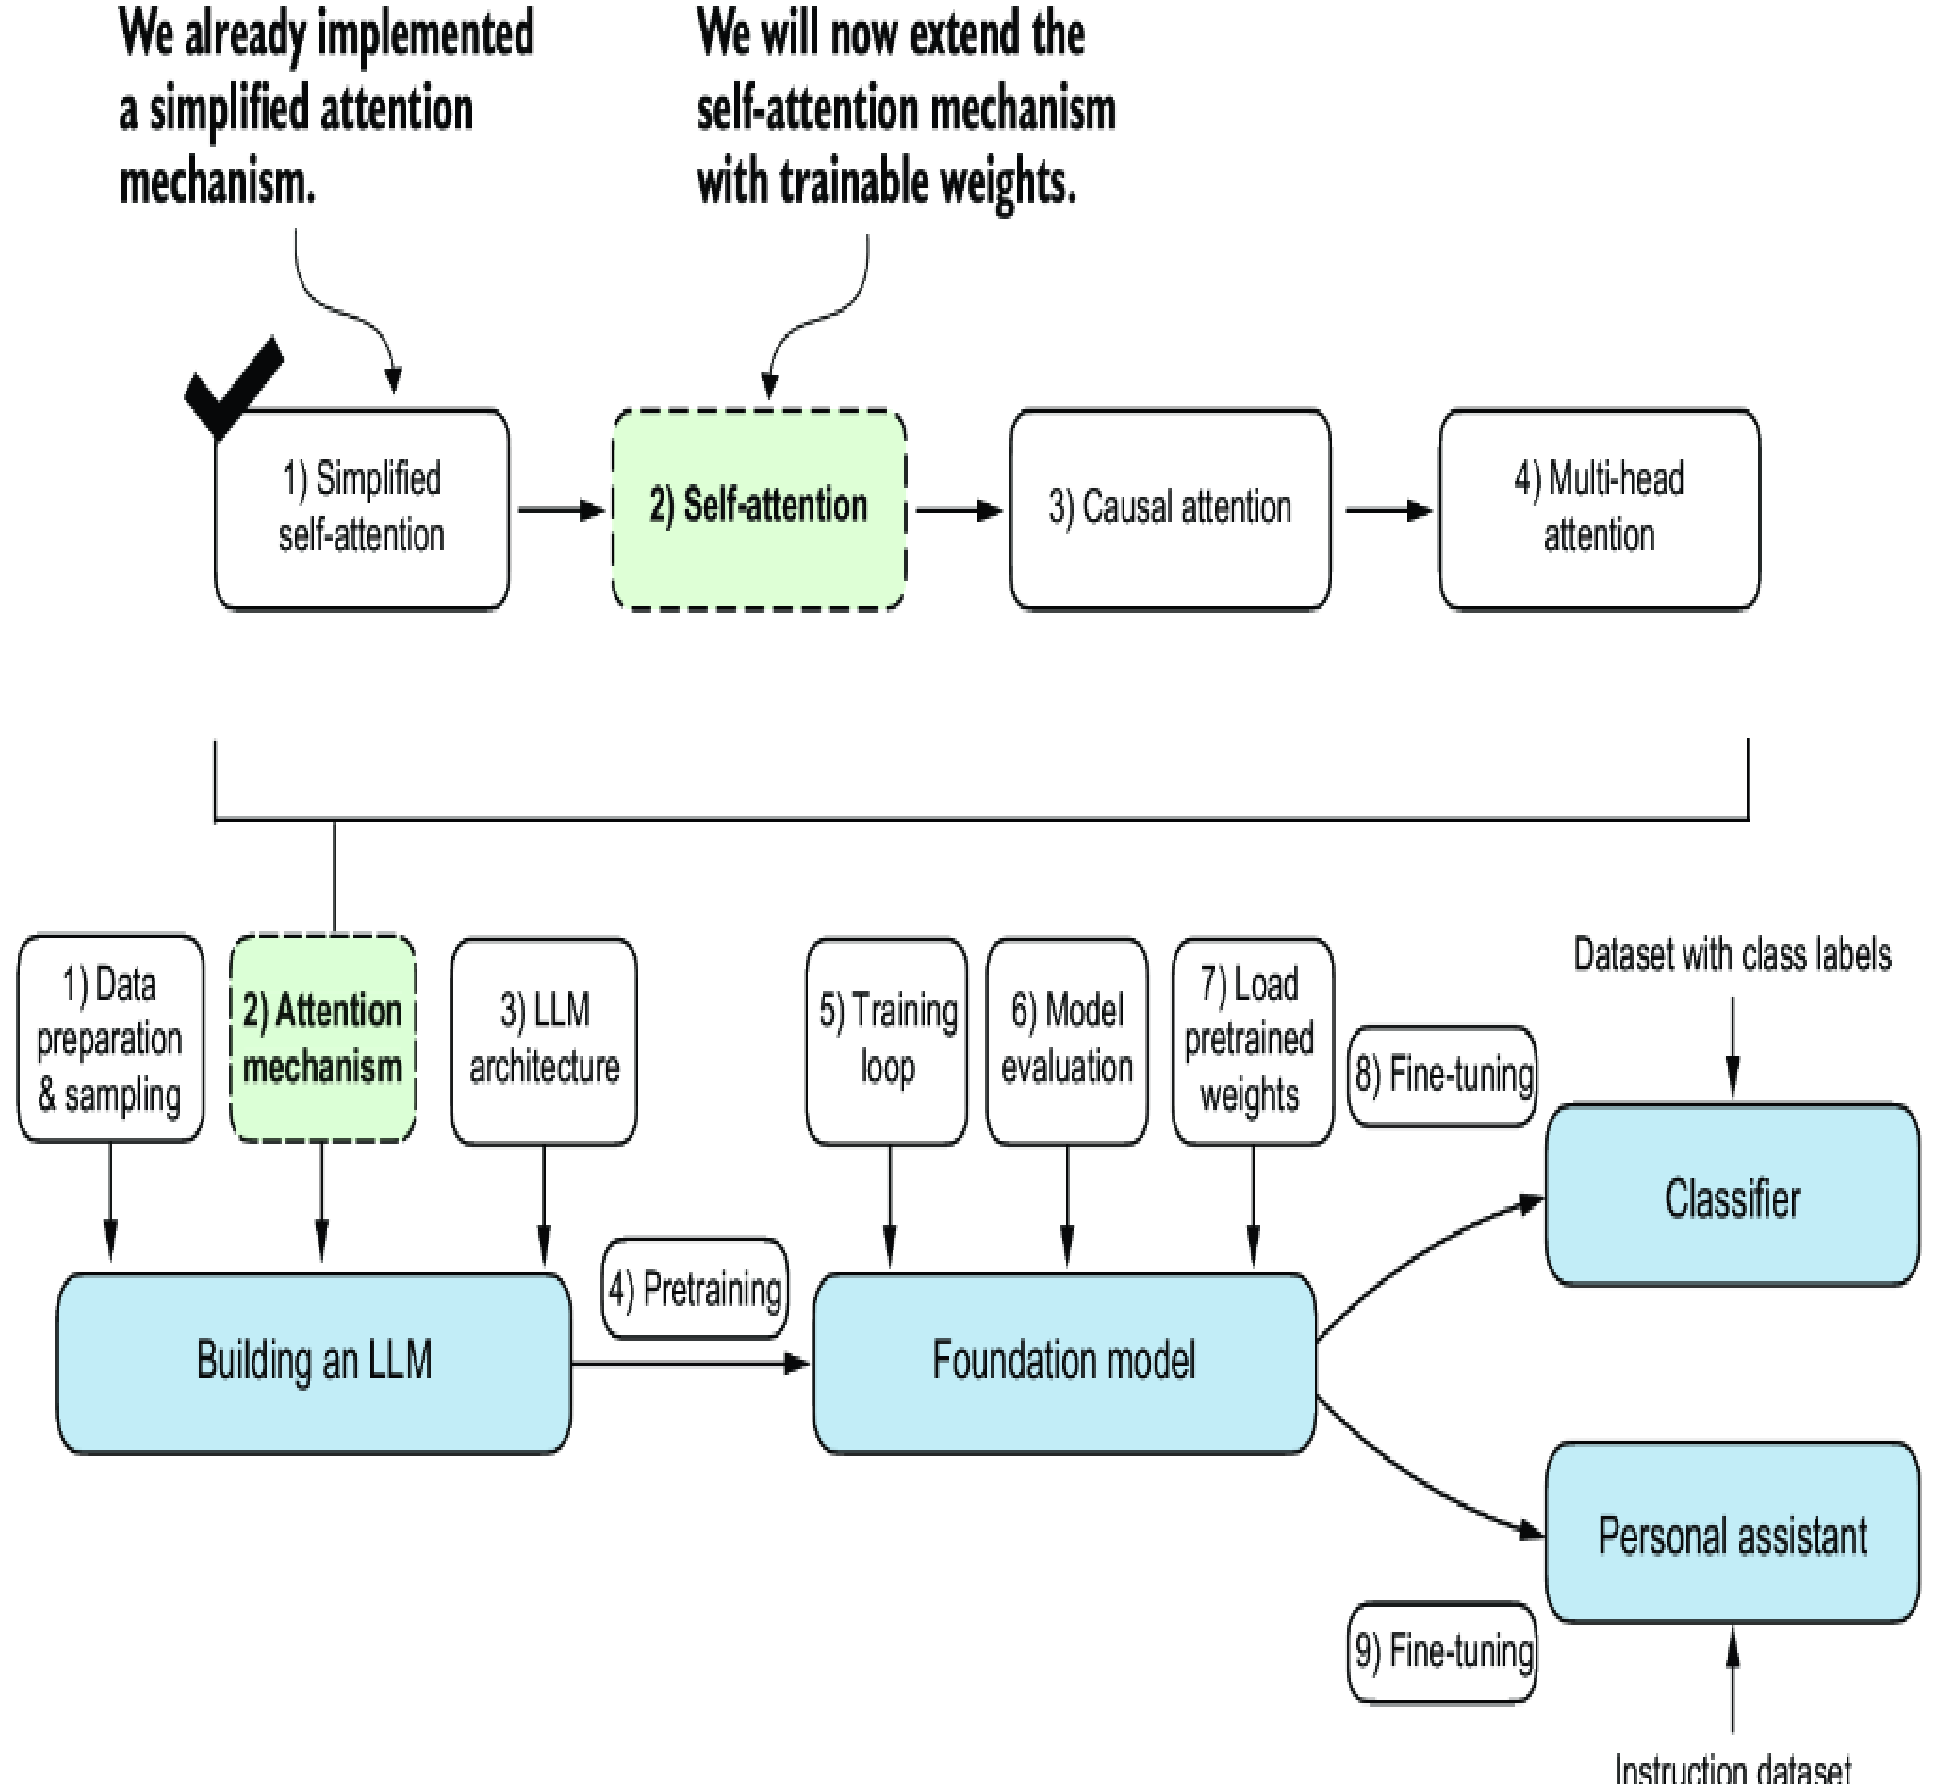 We already implemented
a simplified attention
mechanism.
We will now extend the
self-attention mechanism
with trainable weights.
1) Simplified
self-attention
2) Self-attention
3) Causal attention
4) Multi-head
attention
1) Data
preparation
& sampling
2) Attention
mechanism
3) LLM
architecture
5) Training
loop
6) Model
evaluation
7) Load
pretrained
weights
8) Fine-tuning
Dataset with class labels
Classifier
4) Pretraining
Building an LLM
Foundation model
Personal assistant
9) Fine-tuning
Instruction dataset